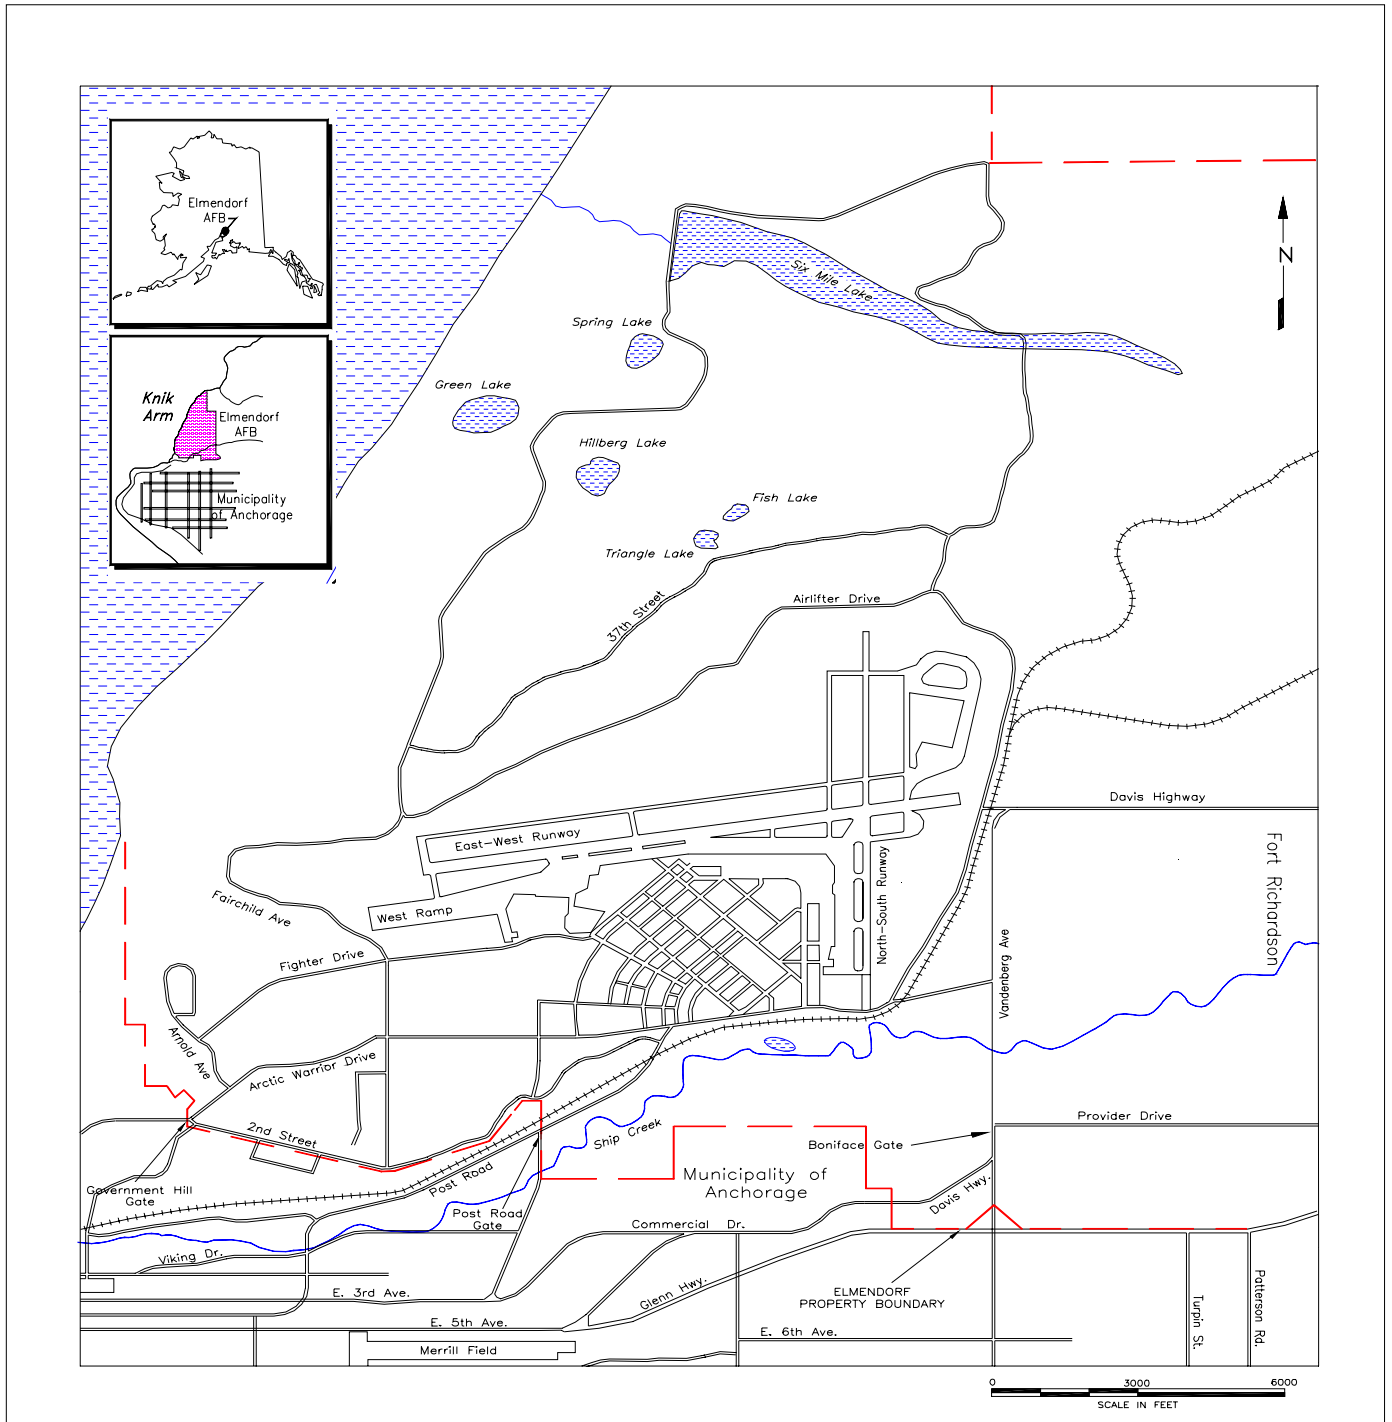 Elmendorf
AFB
N
Six Mile Lake
Spring Lake
Green Lake
Knik
Arm
Elmendorf
AFB
Hillberg Lake
Municipality
of Anchorage
Fish Lake
Triangle Lake
37th Street
Airlifter Drive
Davis Highway
East-West Runway
Fort Richardson
Fairchild Ave
West Ramp
North-South Runway
Fighter Drive
Vandenberg Ave
Arnold Ave
Arctic Warrior Drive
2nd Street
Ship Creek
Provider Drive
Boniface Gate
Post Road
Municipality of
Anchorage
Government Hill
Gate
Davis Hwy.
Post Road
Gate
Commercial Dr.
Viking Dr.
E. 3rd Ave.
Glenn Hwy.
ELMENDORF
PROPERTY BOUNDARY
Turpin St.
Patterson Rd.
E. 5th Ave.
E. 6th Ave.
Merrill Field
0 3000 6000
SCALE IN FEET